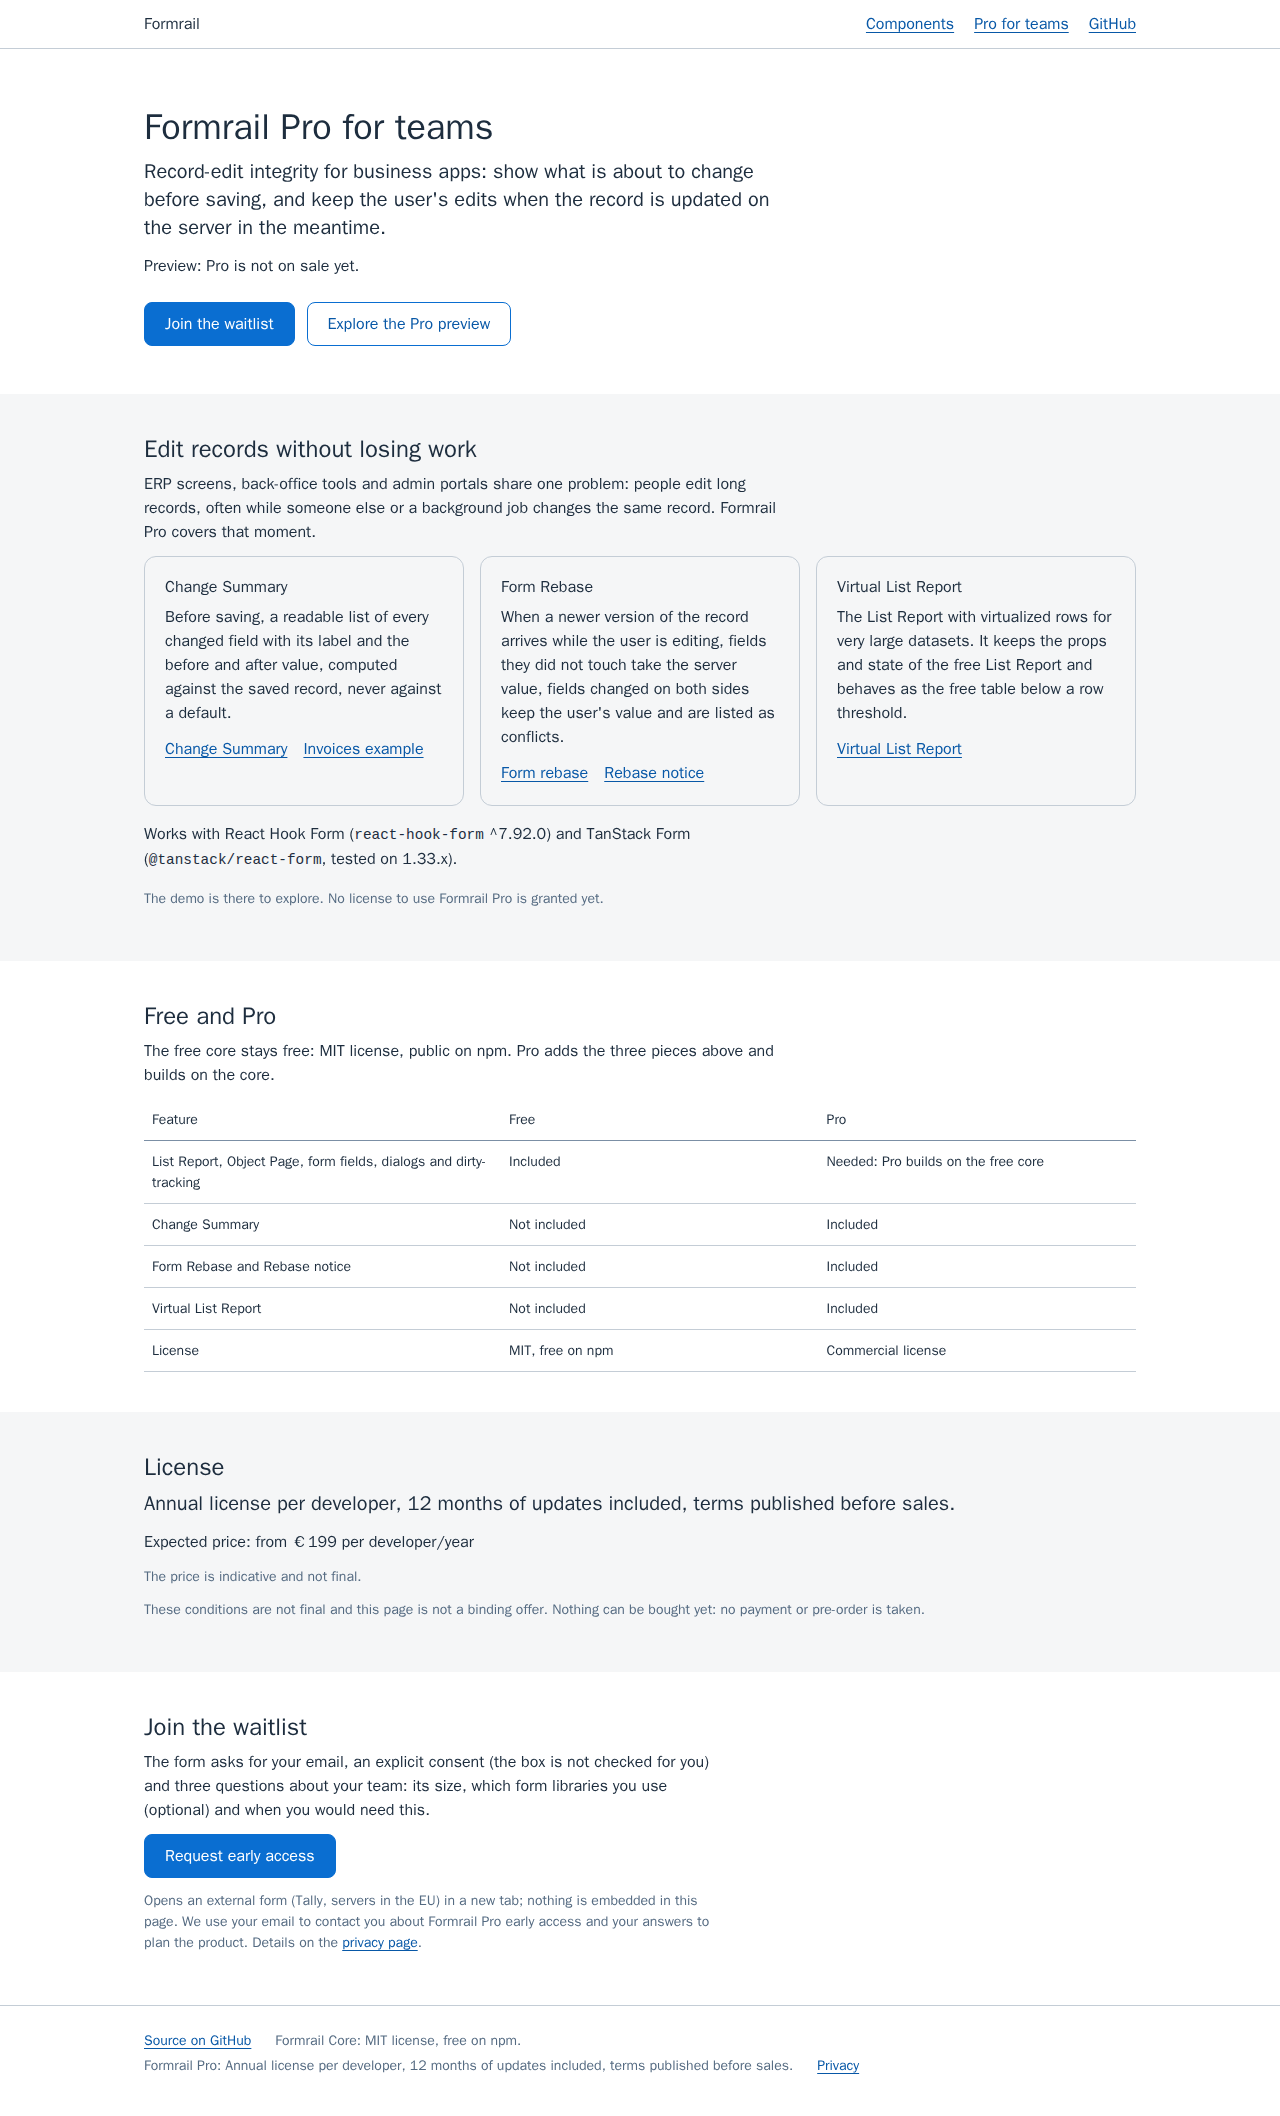 Formrail
Components Pro for teams GitHub
Formrail Pro for teams
Record-edit integrity for business apps: show what is about to change
before saving, and keep the user's edits when the record is updated on
the server in the meantime.
Preview: Pro is not on sale yet.
Join the waitlist
Explore the Pro preview
Edit records without losing work
ERP screens, back-office tools and admin portals share one problem: people edit long
records, often while someone else or a background job changes the same record. Formrail
Pro covers that moment.
Change Summary
Before saving, a readable list of every
changed field with its label and the
before and after value, computed
against the saved record, never against
a default.
Change Summary Invoices example
Form Rebase
When a newer version of the record
arrives while the user is editing, fields
they did not touch take the server
value, fields changed on both sides
keep the user's value and are listed as
conflicts.
Form rebase Rebase notice
Virtual List Report
The List Report with virtualized rows for
very large datasets. It keeps the props
and state of the free List Report and
behaves as the free table below a row
threshold.
Virtual List Report
Works with React Hook Form (react-hook-form ^7.92.0) and TanStack Form
(@tanstack/react-form, tested on 1.33.x).
The demo is there to explore. No license to use Formrail Pro is granted yet.
Free and Pro
The free core stays free: MIT license, public on npm. Pro adds the three pieces above and
builds on the core.
Feature Free Pro
List Report, Object Page, form fields, dialogs and dirty- Included Needed: Pro builds on the free core
tracking
Change Summary Not included Included
Form Rebase and Rebase notice Not included Included
Virtual List Report Not included Included
License MIT, free on npm Commercial license
License
Annual license per developer, 12 months of updates included, terms published before sales.
Expected price: from € 199 per developer/year
The price is indicative and not final.
These conditions are not final and this page is not a binding offer. Nothing can be bought yet: no payment or pre-order is taken.
Join the waitlist
The form asks for your email, an explicit consent (the box is not checked for you)
and three questions about your team: its size, which form libraries you use
(optional) and when you would need this.
Request early access
Opens an external form (Tally, servers in the EU) in a new tab; nothing is embedded in this
page. We use your email to contact you about Formrail Pro early access and your answers to
plan the product. Details on the privacy page.
Source on GitHub Formrail Core: MIT license, free on npm.
Formrail Pro: Annual license per developer, 12 months of updates included, terms published before sales. Privacy